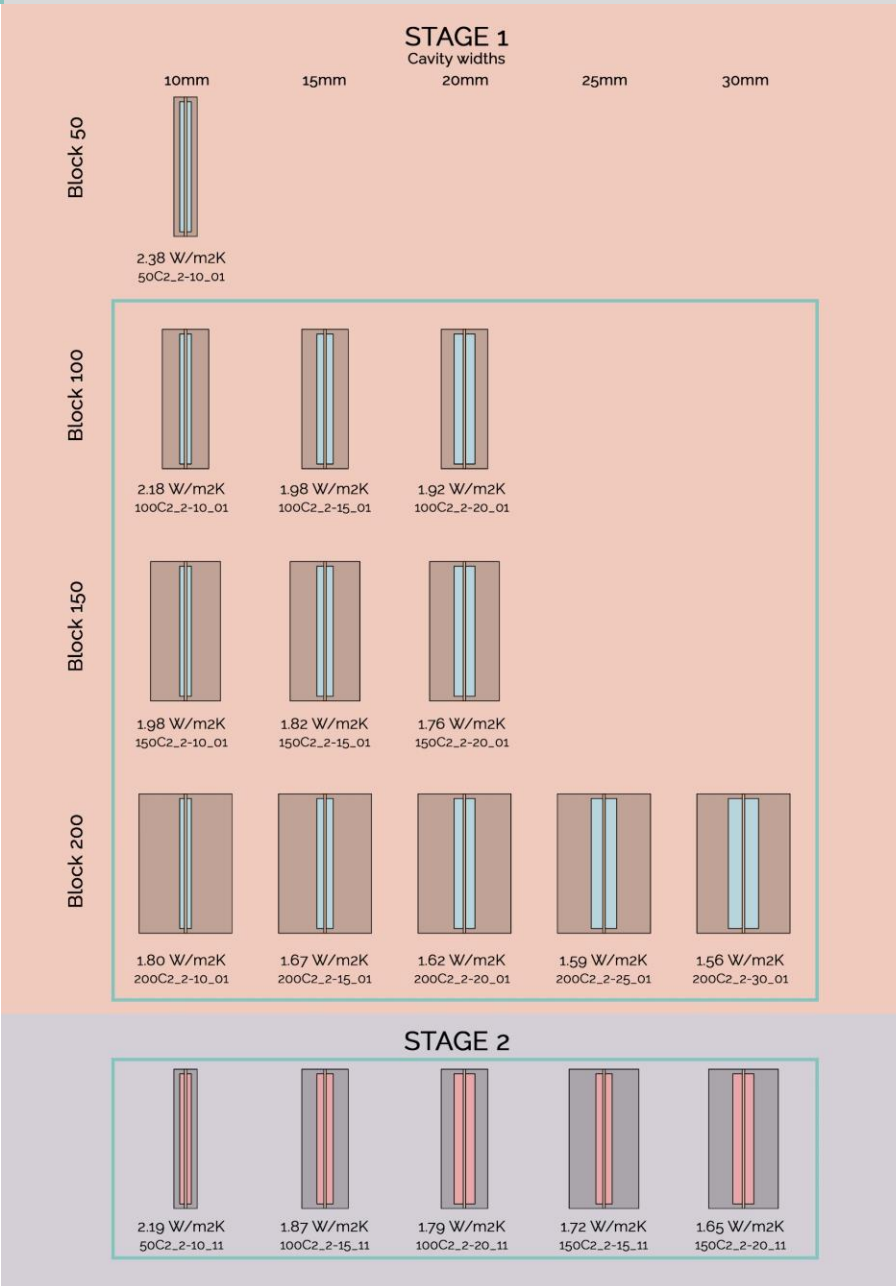 STAGE 1
Cavity widths
10mm 15mm 20mm 25mm 30mm
Block 50
2.38 W/m2K
50C2_2-10_01
Block 100
2.18 W/m2K 1.98 W/m2K 1.92 W/m2K
100C2_2-10_01 100C2_2-15_01 100C2_2-20_01
Block 150
1.98 W/m2K 1.82 W/m2K 1.76 W/m2K
150C2_2-10_01 150C2_2-15_01 150C2_2-20_01
Block 200
1.80 W/m2K 1.67 W/m2K 1.62 W/m2K 1.59 W/m2K 1.56 W/m2K
200C2_2-10_01 200C2_2-15_01 200C2_2-20_01 200C2_2-25_01 200C2_2-30_01
STAGE 2
2.19 W/m2K 1.87 W/m2K 1.79 W/m2K 1.72 W/m2K 1.65 W/m2K
50C2_2-10_11 100C2_2-15_11 100C2_2-20_11 150C2_2-15_11 150C2_2-20_11